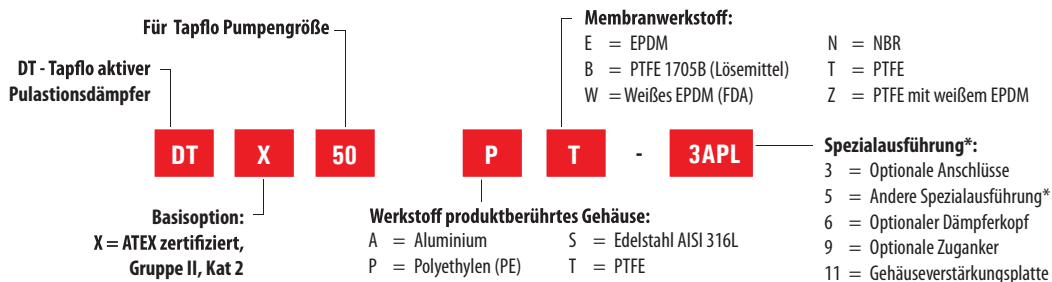 Für Tapflo Pumpengröße
DT - Tapflo aktiver
Pulastionsdämpfer
Membranwerkstoff:
E = EPDM
B = PTFE 1705B (Lösemittel)
W = Weißes EPDM (FDA)
N = NBR
T = PTFE
Z = PTFE mit weißem EPDM
DT X 50 P T - 3APL
Basisoption:
X = ATEX zertifiziert,
Gruppe II, Kat 2
Werkstoff produktberührtes Gehäuse:
A = Aluminium
P = Polyethylen (PE)
S = Edelstahl AISI 316L
T = PTFE
Spezialausführung*:
3 = Optionale Anschlüsse
5 = Andere Spezialausführung*
6 = Optionaler Dämpferkopf
9 = Optionale Zuganker
11 = Gehäuseverstärkungsplatte